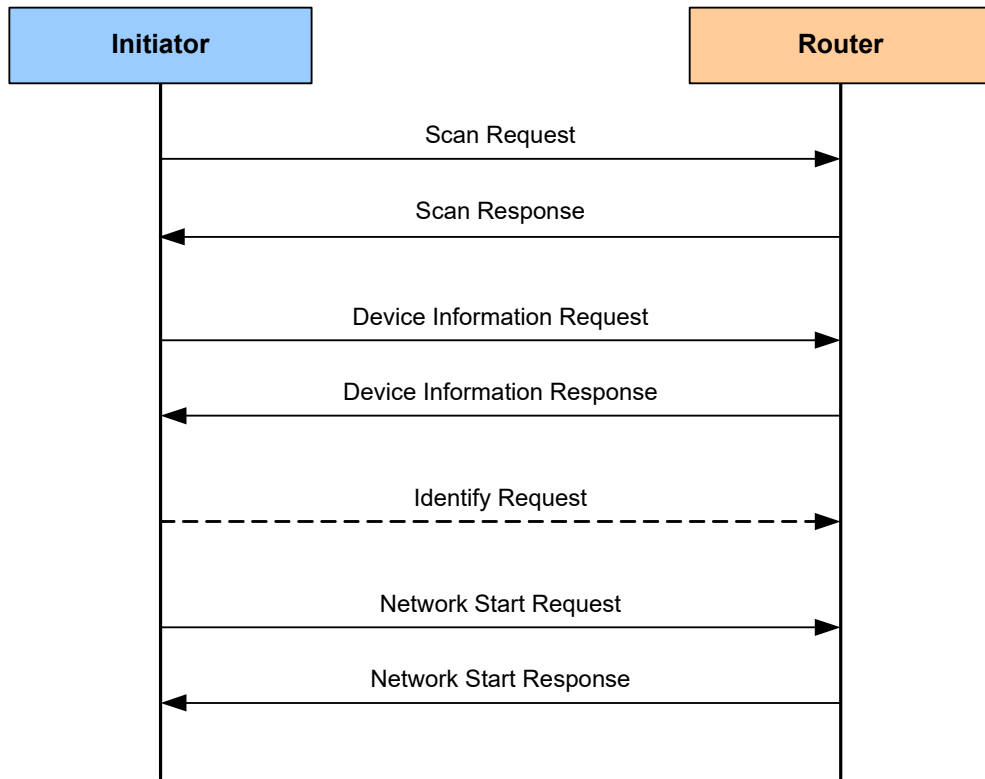 Initiator
Router
Scan Request
Scan Response
Device Information Request
Device Information Response
Identify Request
Network Start Request
Network Start Response